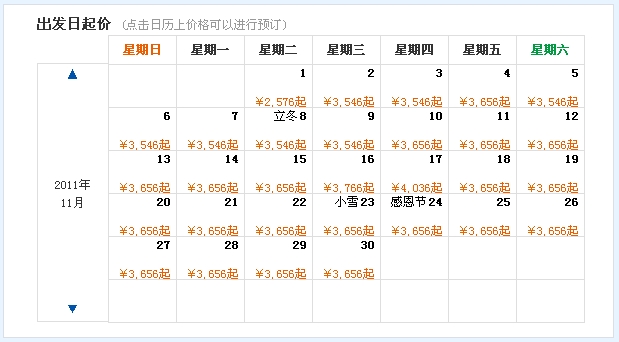 出发日起价 (点击日历上价格可以进行预订)
星期日 星期一 星期二 星期三 星期四 星期五 星期六
1 2 3 4 5
¥2,576起 ¥3,546起 ¥3,546起 ¥3,656起 ¥3,546起
6 7 立冬8 9 10 11 12
¥3,546起 ¥3,546起 ¥3,546起 ¥3,546起 ¥3,656起 ¥3,656起 ¥3,656起
13 14 15 16 17 18 19
¥3,656起 ¥3,656起 ¥3,656起 ¥3,766起 ¥4,036起 ¥3,656起 ¥3,656起
2011年
11月
20 21 22 小雪23 感恩节24 25 26
¥3,656起 ¥3,656起 ¥3,656起 ¥3,656起 ¥3,656起 ¥3,656起 ¥3,656起
27 28 29 30
¥3,656起 ¥3,656起 ¥3,656起 ¥3,656起